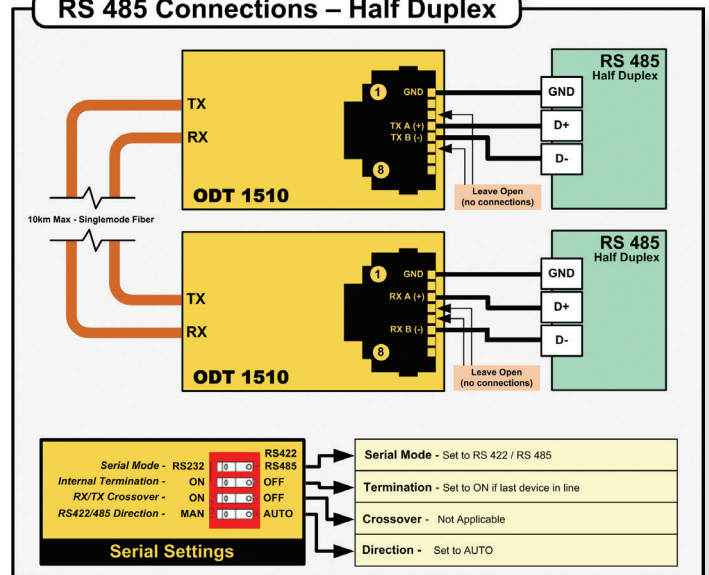 RS 485 Connections – Half Duplex
TX
RX
ODT 1510
1
8
GND
TX A (+)
TX B (-)
Leave Open
(no connections)
RS 485
Half Duplex
GND
D+
D-
10km Max - Singlemode Fiber
TX
RX
ODT 1510
1
8
GND
RX A (+)
RX B (-)
Leave Open
(no connections)
RS 485
Half Duplex
GND
D+
D-
RS422
Serial Mode - RS232 RS485
Internal Termination - ON OFF
RX/TX Crossover - ON OFF
RS422/485 Direction - MAN AUTO
Serial Settings
Serial Mode - Set to RS 422 / RS 485
Termination - Set to ON if last device in line
Crossover - Not Applicable
Direction - Set to AUTO